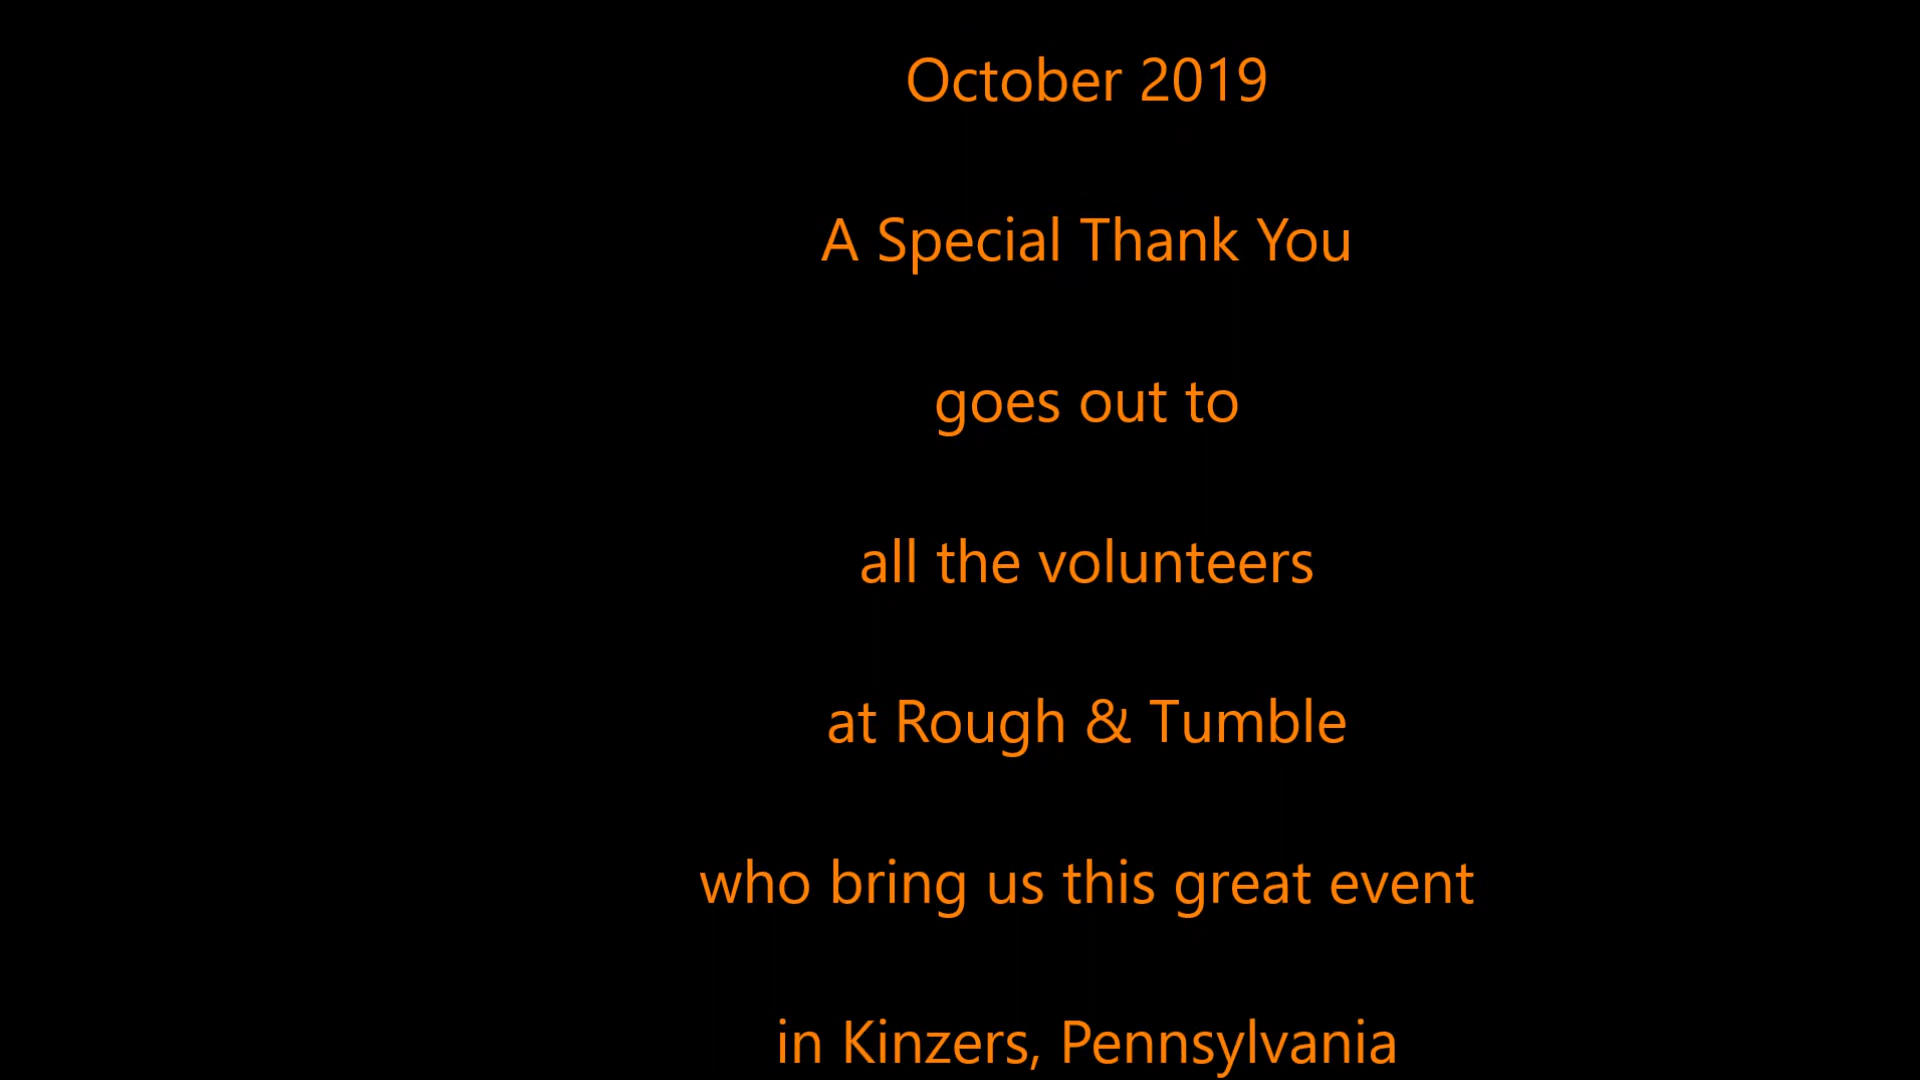 October 2019
A Special Thank You
goes out to
all the volunteers
at Rough & Tumble
who bring us this great event
in Kinzers, Pennsylvania